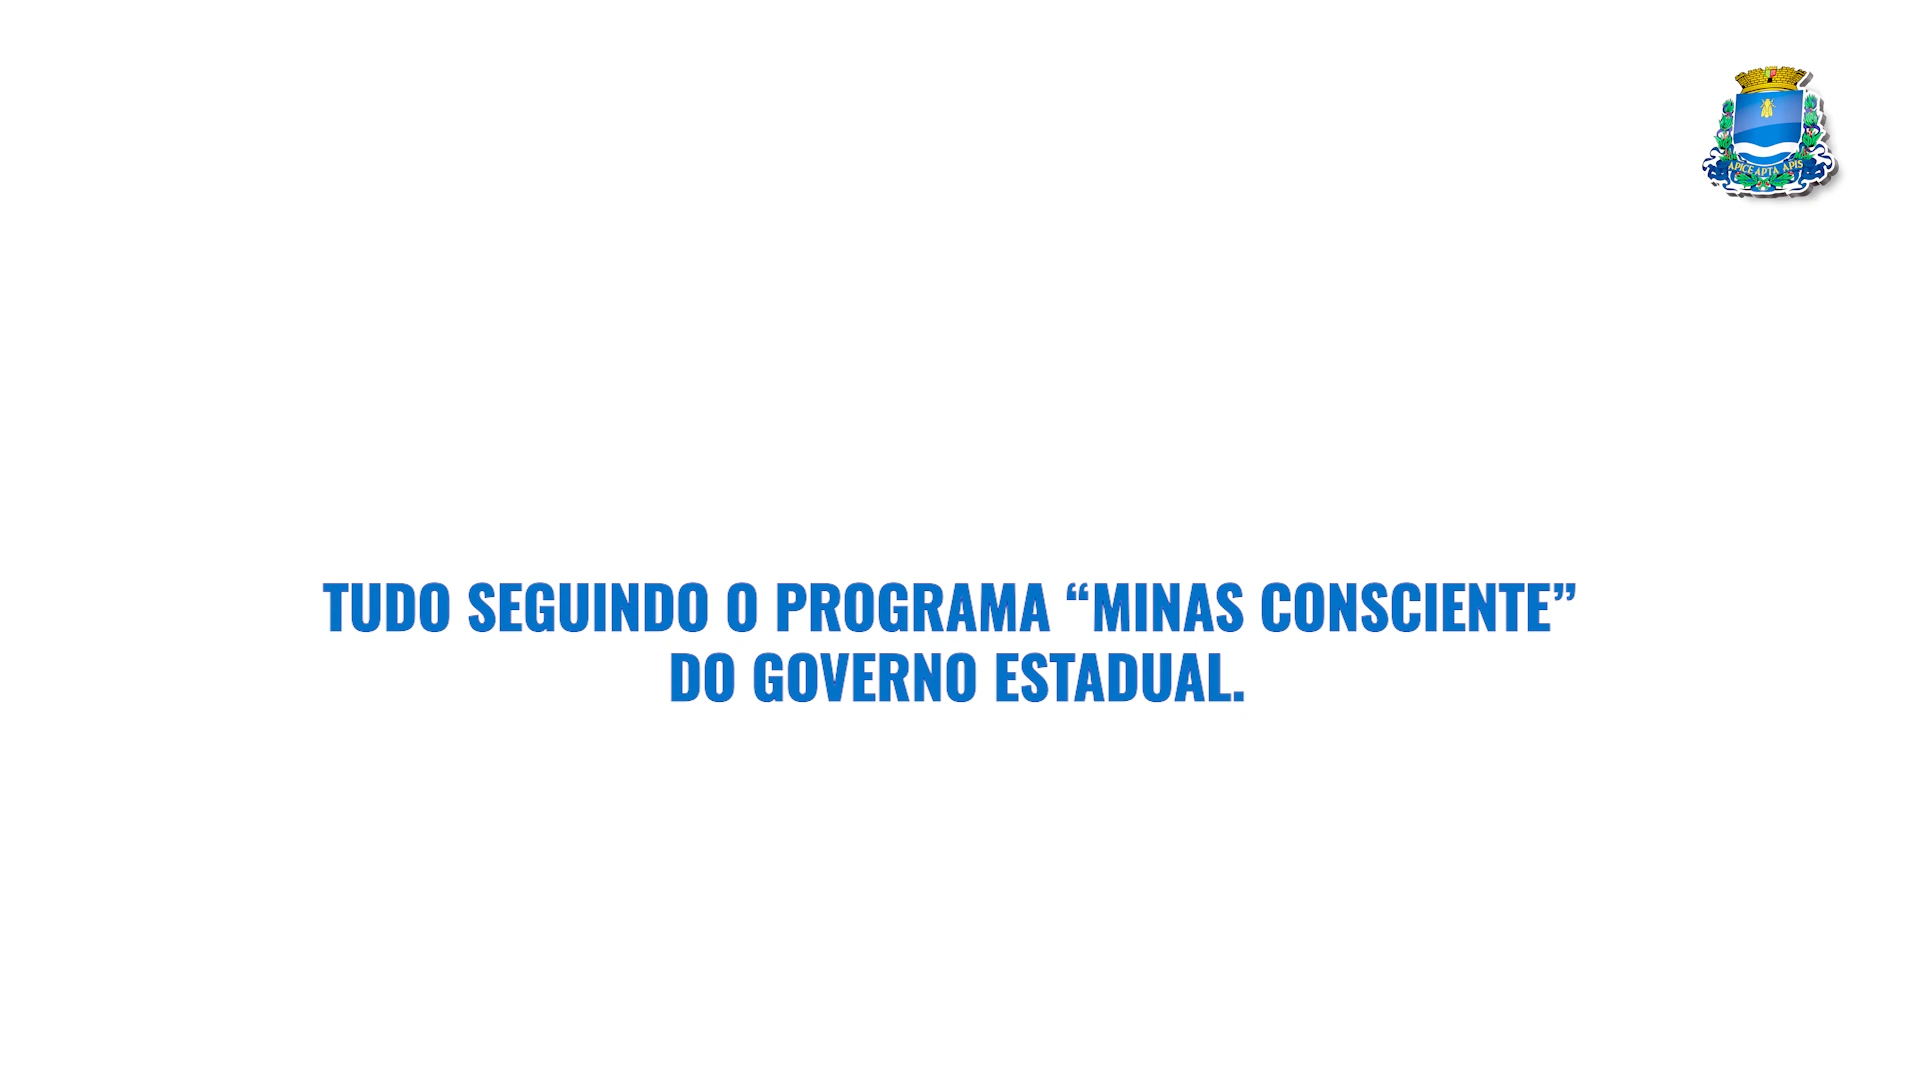 APICE APTA APIS
TUDO SEGUINDO O PROGRAMA “MINAS CONSCIENTE”
DO GOVERNO ESTADUAL.